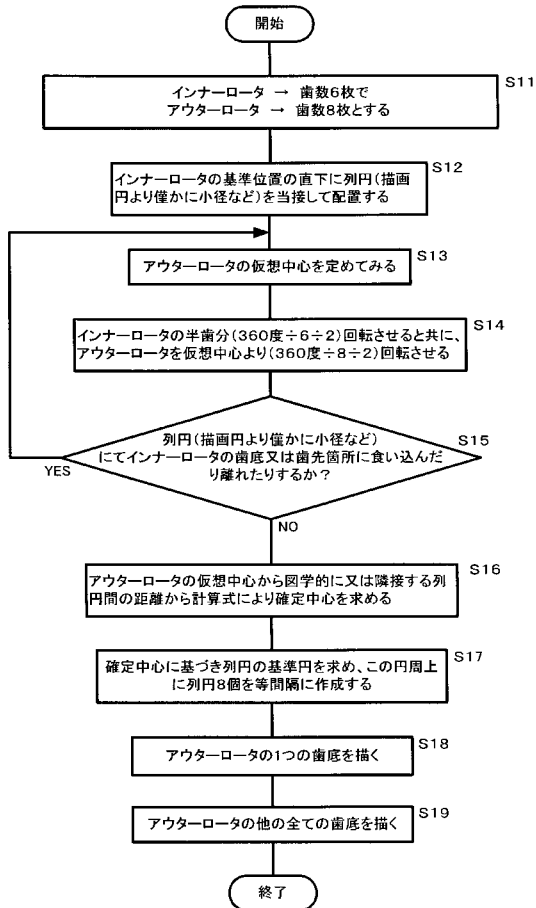 開始
S11
インナーロータ → 歯数6枚で
アウターロータ → 歯数8枚とする
S12
インナーロータの基準位置の直下に列円(描画
円より僅かに小径など)を当接して配置する
S13
アウターロータの仮想中心を定めてみる
S14
インナーロータの半歯分(360度÷6÷2)回転させると共に、
アウターロータを仮想中心より(360度÷8÷2)回転させる
S15
列円(描画円より僅かに小径など)
にてインナーロータの歯底又は歯先箇所に食い込んだ
り離れたりするか?
YES
NO
S16
アウターロータの仮想中心から図学的に又は隣接する列
円間の距離から計算式により確定中心を求める
S17
確定中心に基づき列円の基準円を求め、この円周上
に列円8個を等間隔に作成する
S18
アウターロータの1つの歯底を描く
S19
アウターロータの他の全ての歯底を描く
終了